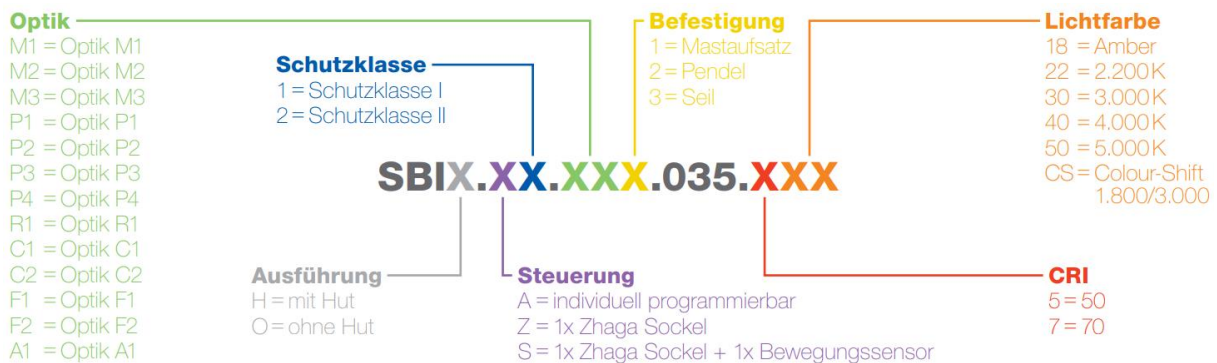 Optik
M1 = Optik M1
M2 = Optik M2
M3 = Optik M3
P1 = Optik P1
P2 = Optik P2
P3 = Optik P3
P4 = Optik P4
R1 = Optik R1
C1 = Optik C1
C2 = Optik C2
F1 = Optik F1
F2 = Optik F2
A1 = Optik A1
Schutzklasse
1 = Schutzklasse I
2 = Schutzklasse II
Befestigung
1 = Mastaufsatz
2 = Pendel
3 = Seil
Lichtfarbe
18 = Amber
22 = 2.200 K
30 = 3.000 K
40 = 4.000 K
50 = 5.000 K
CS = Colour-Shift
1.800/3.000
SBIX.XX.XXX.035.XXX
Ausführung
H = mit Hut
O = ohne Hut
Steuerung
A = individuell programmierbar
Z = 1x Zhaga Sockel
S = 1x Zhaga Sockel + 1x Bewegungssensor
CRI
5 = 50
7 = 70